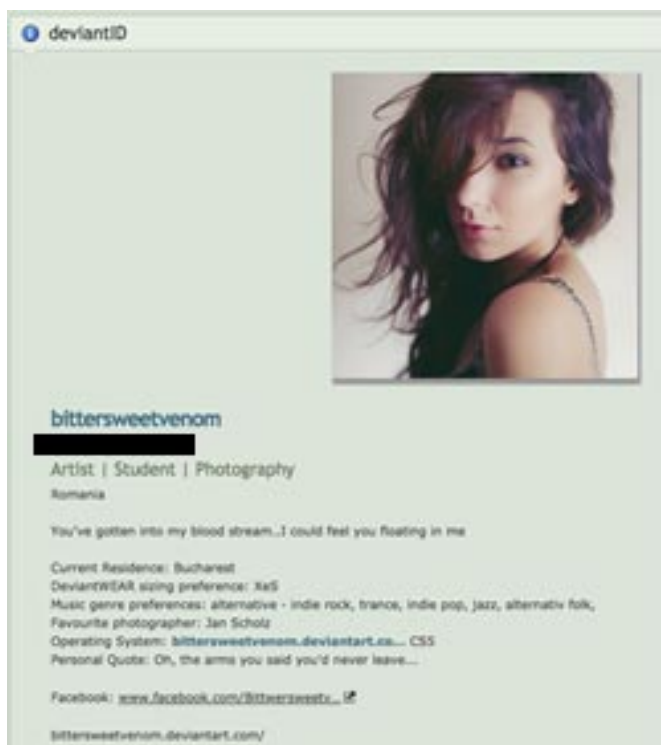 deviantID
bittersweetvenom
Artist | Student | Photography
Romania
You've gotten into my blood stream..I could feel you floating in me
Current Residence: Bucharest
DeviantWEAR sizing preference: XxS
Music genre preferences: alternative - indie rock, trance, indie pop, jazz, alternativ folk,
Favourite photographer: Jan Scholz
Operating System: bittersweetvenom.deviantart.co... CS5
Personal Quote: Oh, the arms you said you'd never leave...
Facebook: www.facebook.com/Bittwersweetv...
bittersweetvenom.deviantart.com/